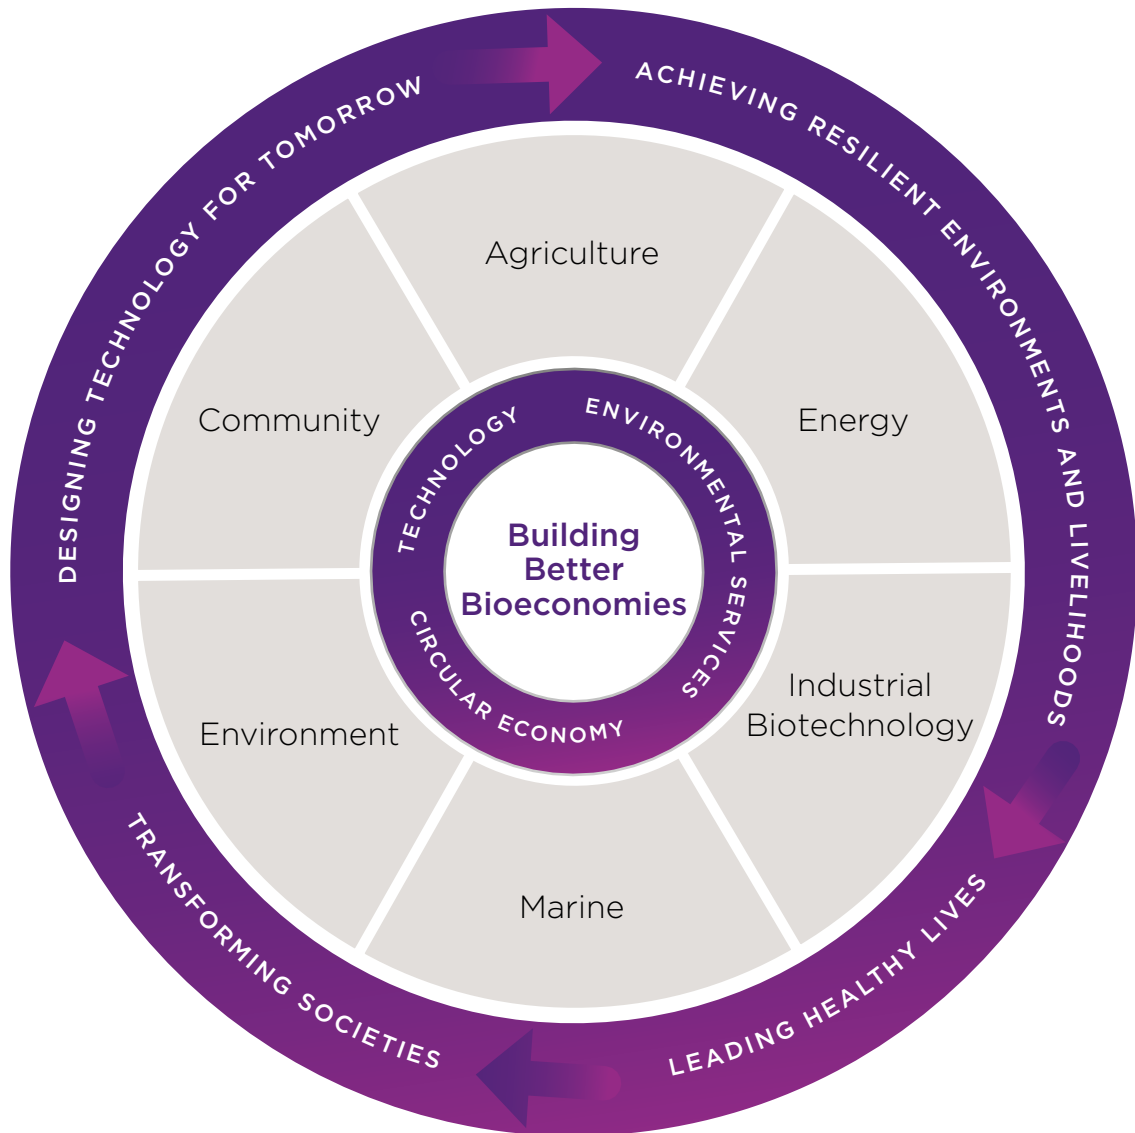 DESIGNING TECHNOLOGY FOR TOMORROW
ACHIEVING RESILIENT ENVIRONMENTS AND LIVELIHOODS
LEADING HEALTHY LIVES
TRANSFORMING SOCIETIES
Agriculture
Energy
Industrial
Biotechnology
Marine
Environment
Community
TECHNOLOGY
ENVIRONMENTAL SERVICES
CIRCULAR ECONOMY
Building
Better
Bioeconomies